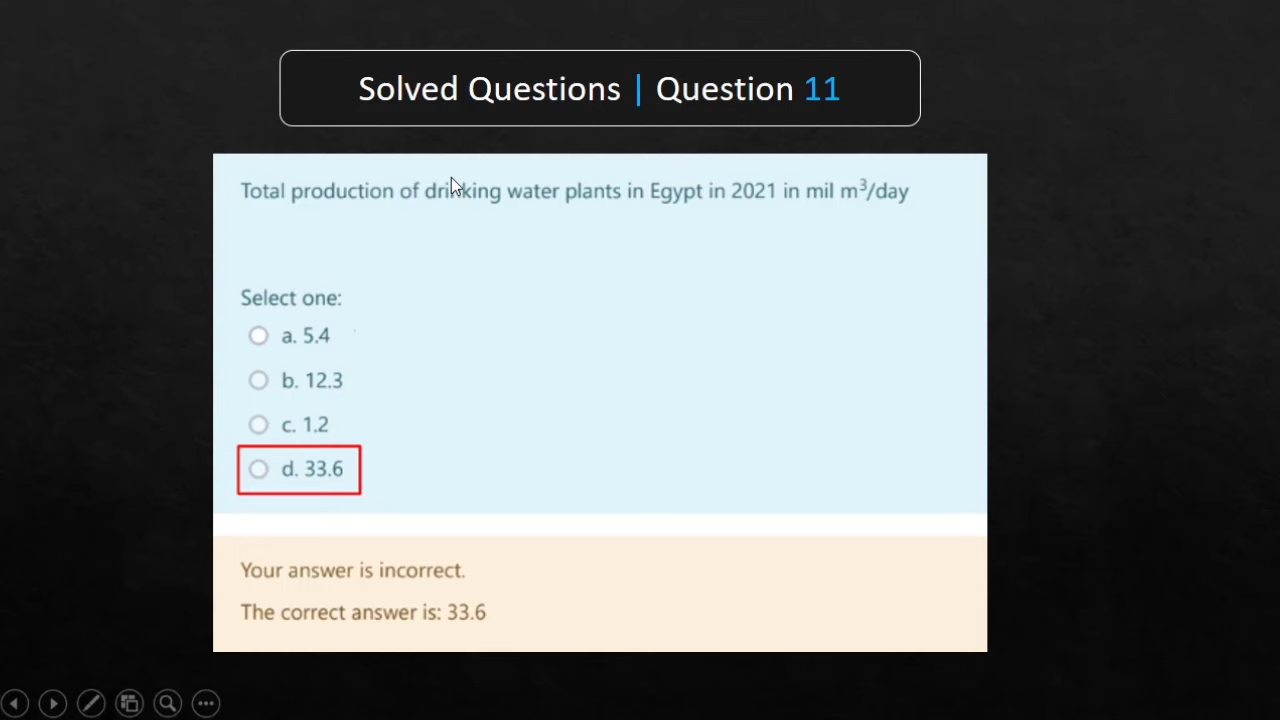 Solved Questions | Question 11
Total production of drinking water plants in Egypt in 2021 in mil m³/day
Select one:
a. 5.4
b. 12.3
c. 1.2
d. 33.6
Your answer is incorrect.
The correct answer is: 33.6